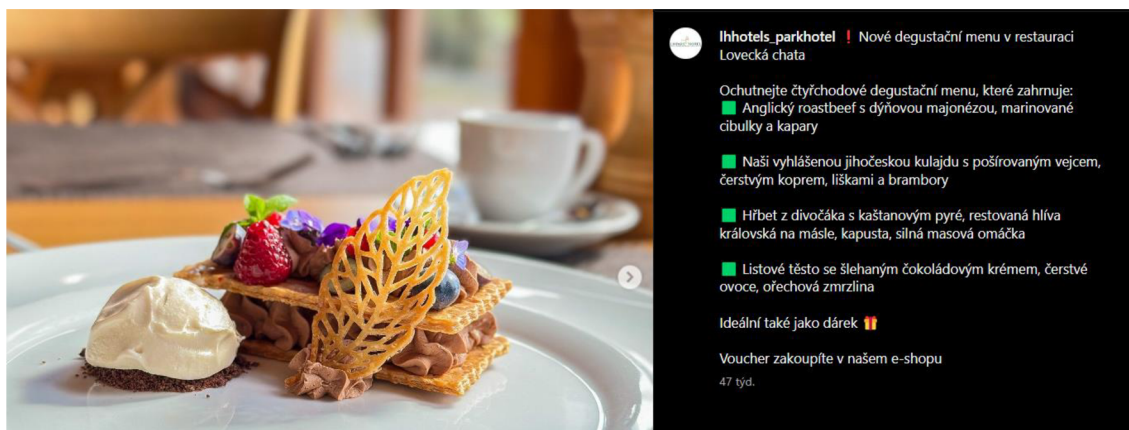 lhhotels_parkhotel ❗ Nové degustační menu v restauraci
Lovecká chata
Ochutnejte čtyřchodové degustační menu, které zahrnuje:
🟩 Anglický roastbeef s dýňovou majonézou, marinované
cibulky a kapary
🟩 Naši vyhlášenou jihočeskou kulajdu s pošírovaným vejcem,
čerstvým koprem, liškami a brambory
🟩 Hřbet z divočáka s kaštanovým pyré, restovaná hlíva
královská na másle, kapusta, silná masová omáčka
🟩 Listové těsto se šlehaným čokoládovým krémem, čerstvé
ovoce, ořechová zmrzlina
Ideální také jako dárek 🎁
Voucher zakoupíte v našem e-shopu
47 týd.